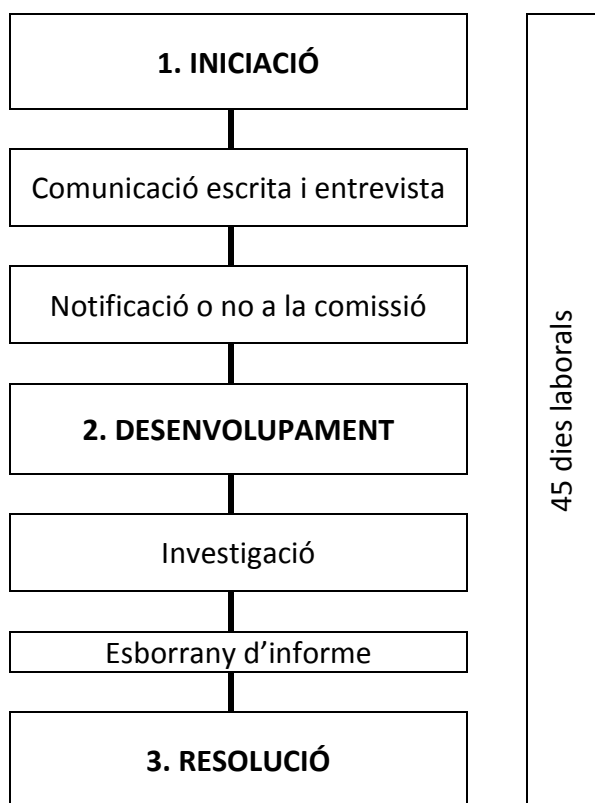 1. INICIACIÓ
Comunicació escrita i entrevista
Notificació o no a la comissió
2. DESENVOLUPAMENT
Investigació
Esborrany d’informe
3. RESOLUCIÓ
45 dies laborals